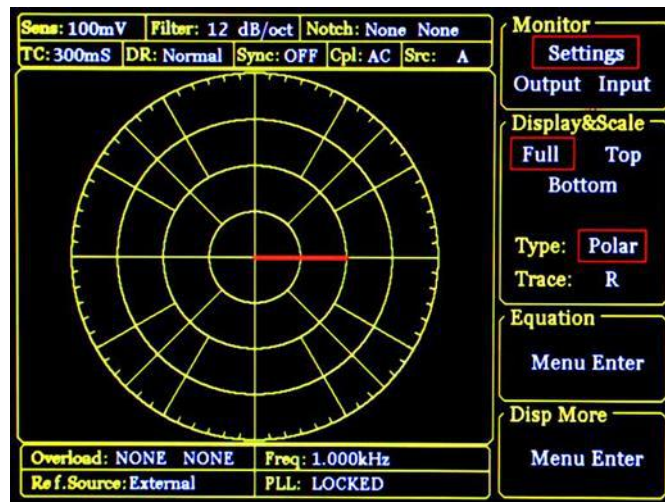 Sens: 100mV Filter: 12 dB/oct Notch: None None
TC: 300mS DR: Normal Sync: OFF Cpl: AC Src: A
Monitor
Settings
Output Input
Display&Scale
Full Top
Bottom
Type: Polar
Trace: R
Equation
Menu Enter
Disp More
Menu Enter
Overload: NONE NONE Freq: 1.000kHz
Ref.Source: External PLL: LOCKED